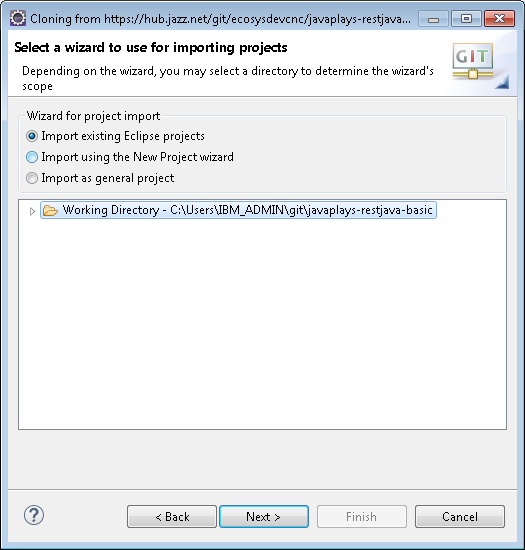 Cloning from https://hub.jazz.net/git/ecosysdevcnc/javaplays-restjava...
Select a wizard to use for importing projects
Depending on the wizard, you may select a directory to determine the wizard's
scope
GIT
Wizard for project import
Import existing Eclipse projects
Import using the New Project wizard
Import as general project
Working Directory - C:\Users\IBM_ADMIN\git\javaplays-restjava-basic
?
< Back
Next >
Finish
Cancel